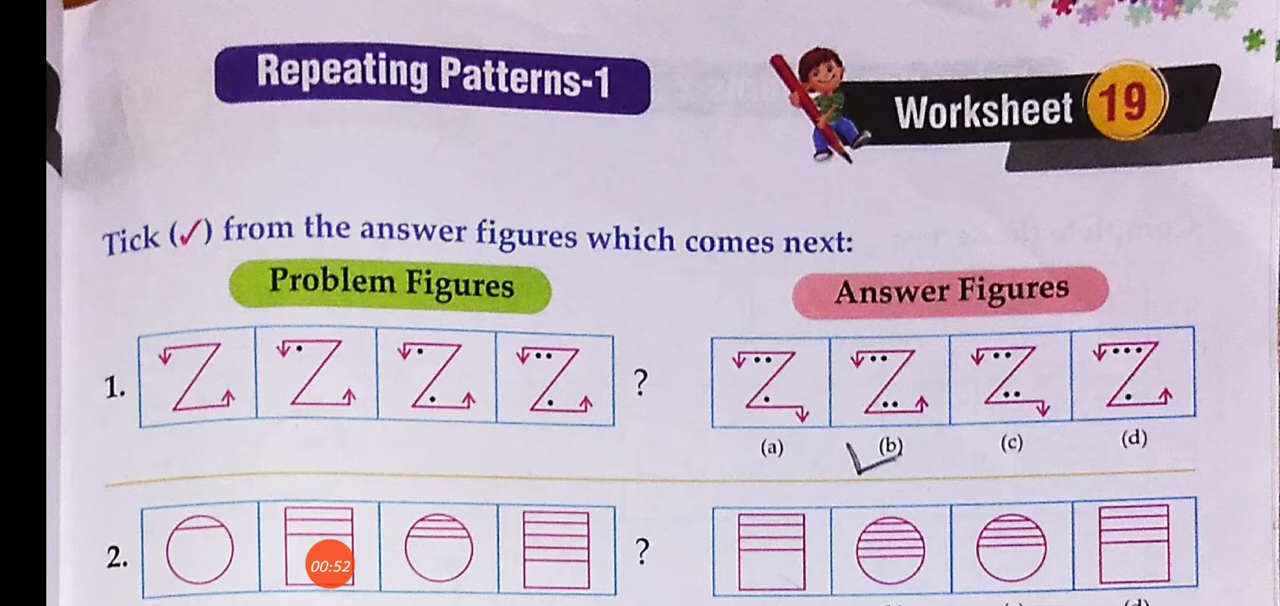 Repeating Patterns-1
Worksheet 19
Tick (✓) from the answer figures which comes next:
Problem Figures
Answer Figures
1.
?
(a)
(b)
(c)
(d)
2.
00:52
?